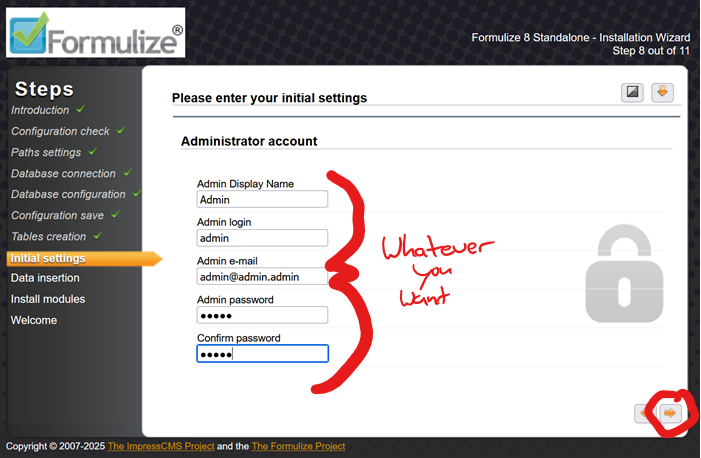 Formulize®
Formulize 8 Standalone - Installation Wizard
Step 8 out of 11
Steps
Introduction
Configuration check
Paths settings
Database connection
Database configuration
Configuration save
Tables creation
Initial settings
Data insertion
Install modules
Welcome
Please enter your initial settings
Administrator account
Admin Display Name
Admin
Admin login
admin
Admin e-mail
admin@admin.admin
Admin password
●●●●●
Confirm password
●●●●●
Whatever
you
want
Copyright © 2007-2025 The ImpressCMS Project and the The Formulize Project